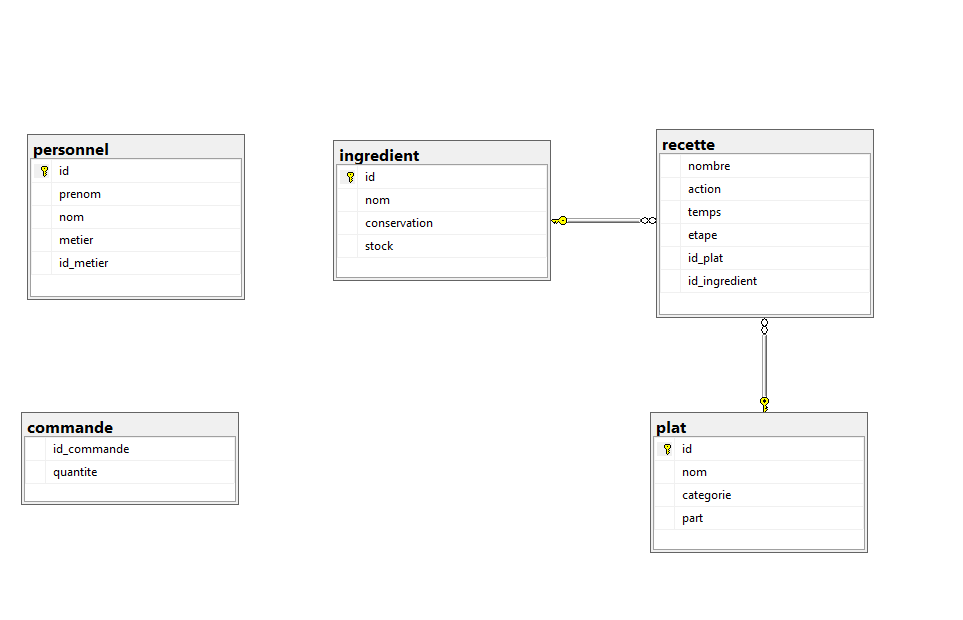 personnel
id
prenom
nom
metier
id_metier
ingredient
id
nom
conservation
stock
recette
nombre
action
temps
etape
id_plat
id_ingredient
commande
id_commande
quantite
plat
id
nom
categorie
part